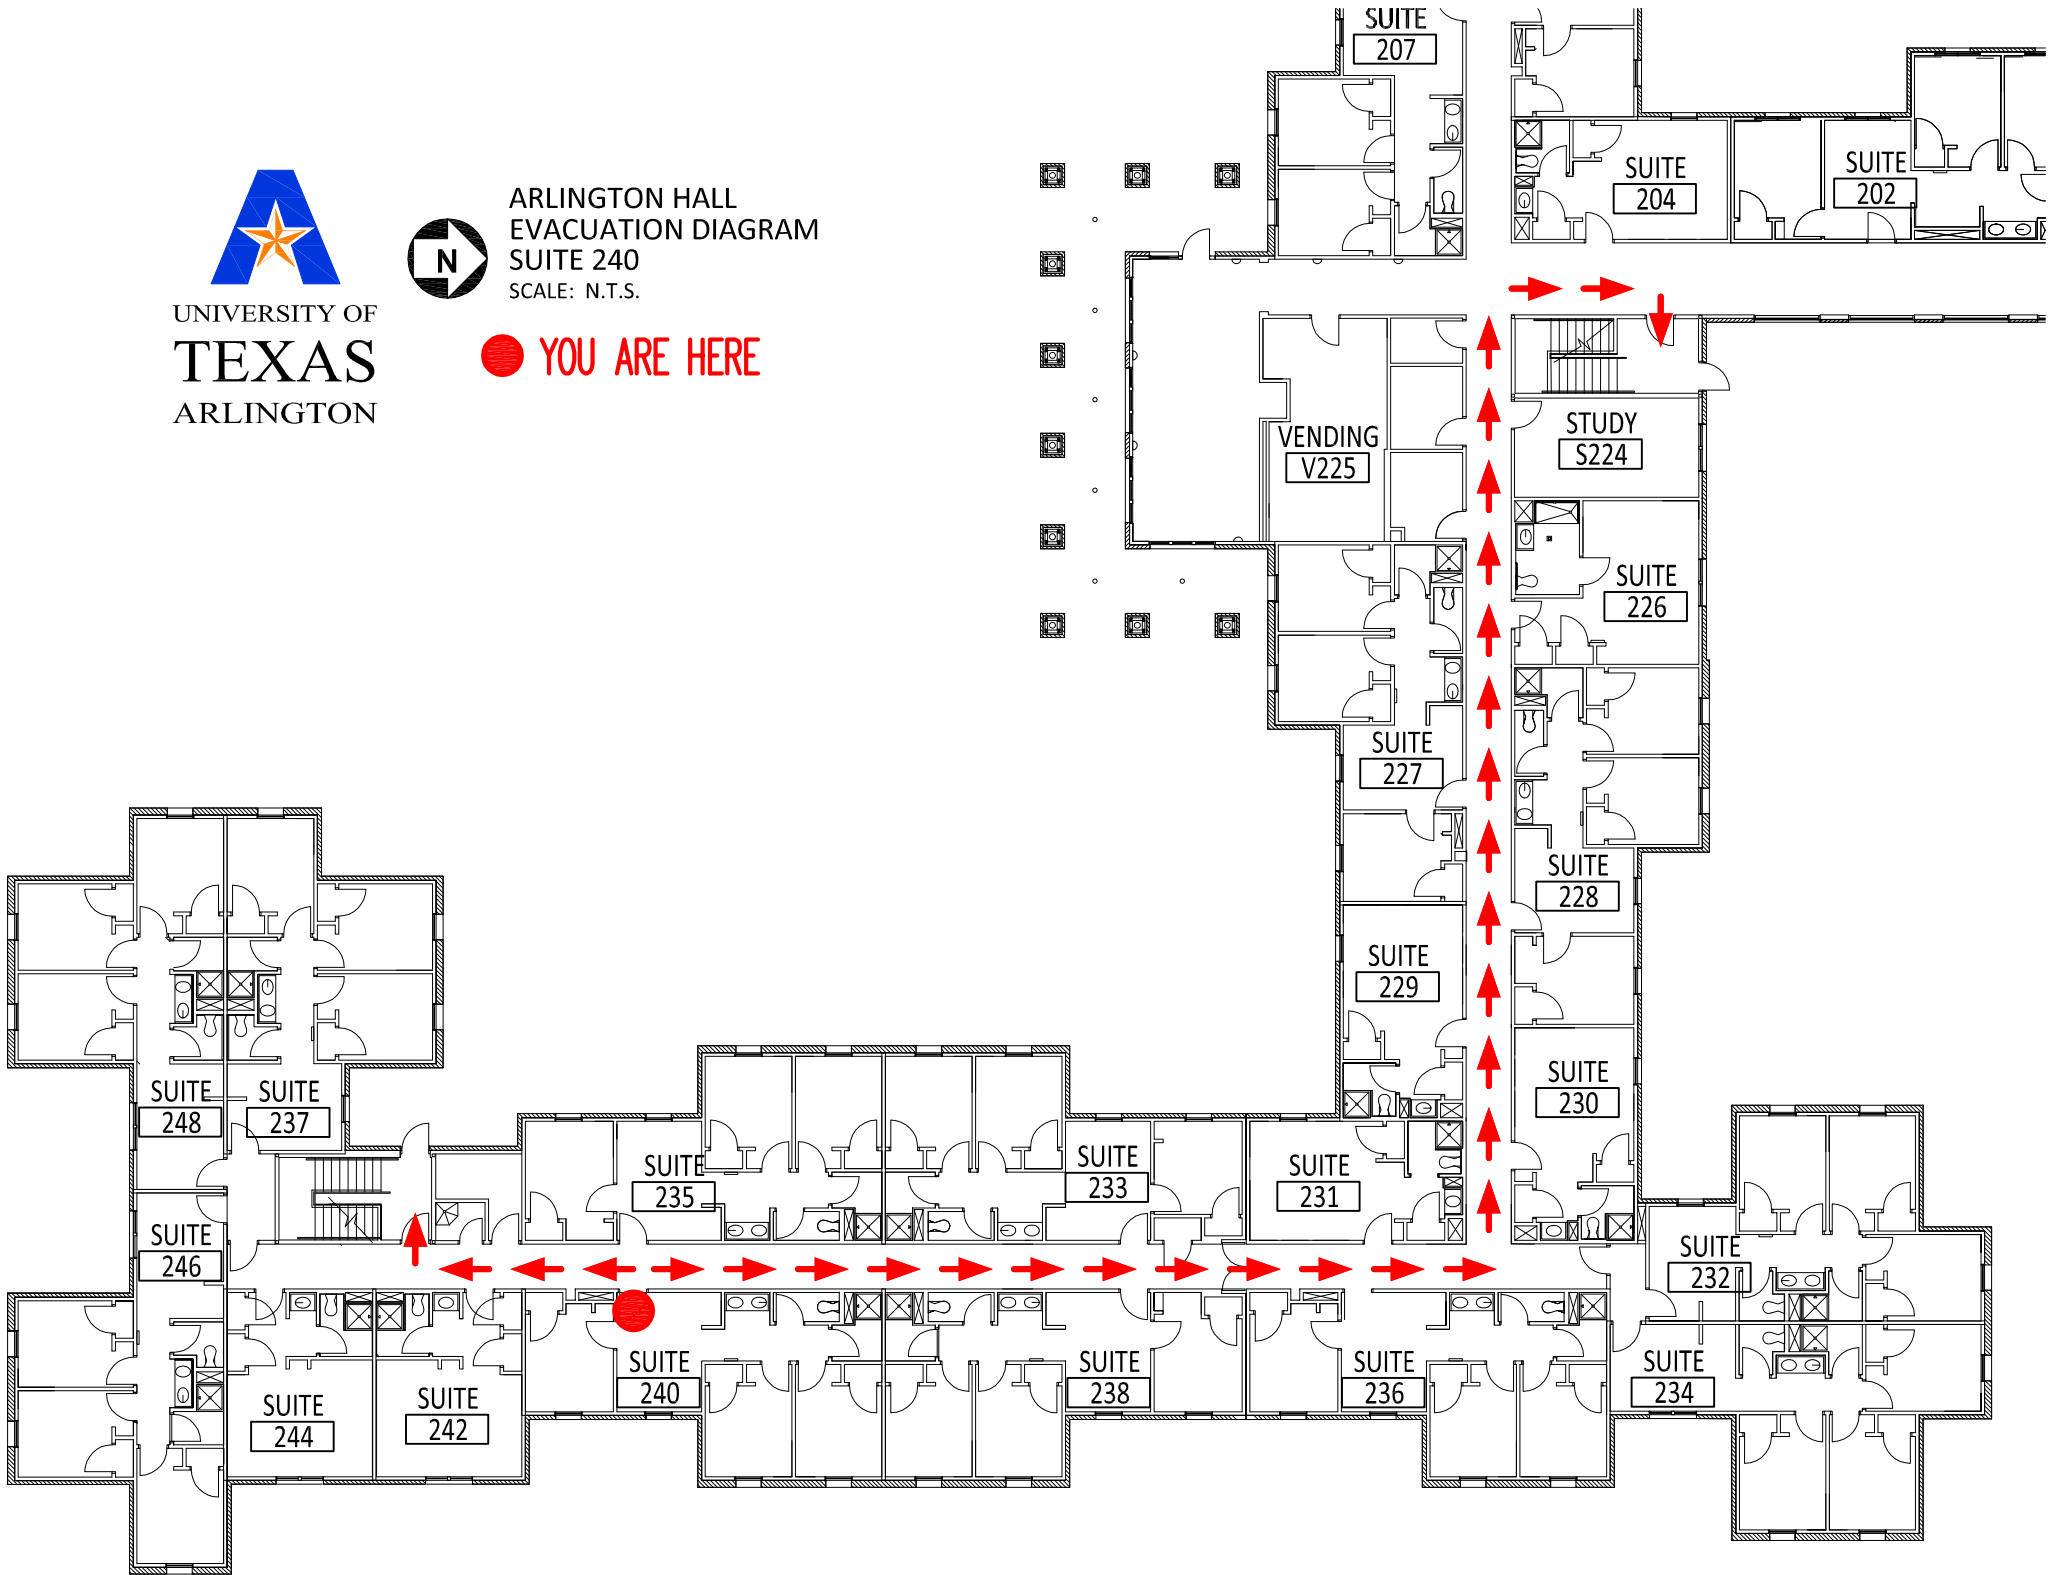 SUITE
207
SUITE
204
SUITE
202
ARLINGTON HALL
EVACUATION DIAGRAM
SUITE 240
SCALE: N.T.S.
N
YOU ARE HERE
UNIVERSITY OF
TEXAS
ARLINGTON
VENDING
V225
STUDY
S224
SUITE
226
SUITE
227
SUITE
228
SUITE
229
SUITE
230
SUITE
248
SUITE
237
SUITE
235
SUITE
233
SUITE
231
SUITE
246
SUITE
232
SUITE
244
SUITE
242
SUITE
240
SUITE
238
SUITE
236
SUITE
234